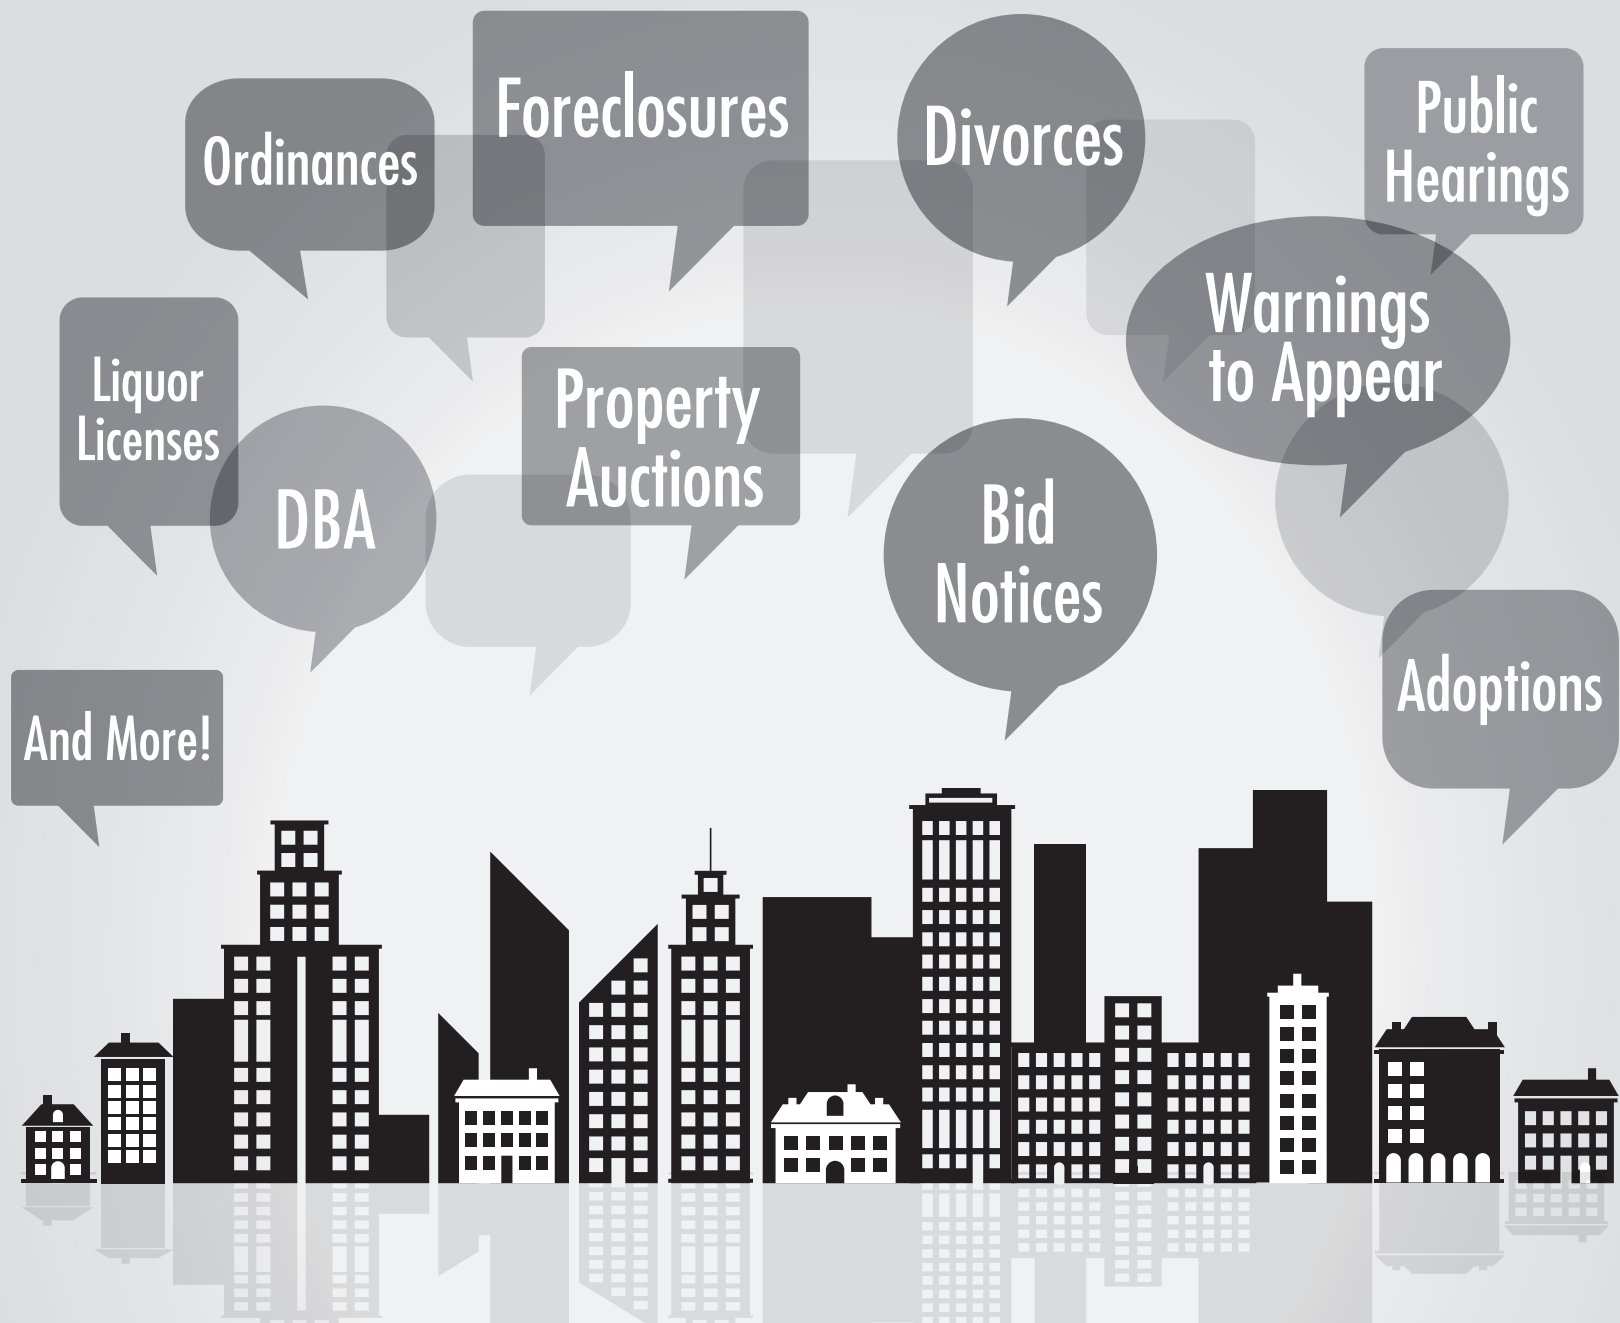 Ordinances
Foreclosures
Divorces
Public
Hearings
Warnings
to Appear
Liquor
Licenses
DBA
Property
Auctions
Bid
Notices
Adoptions
And More!